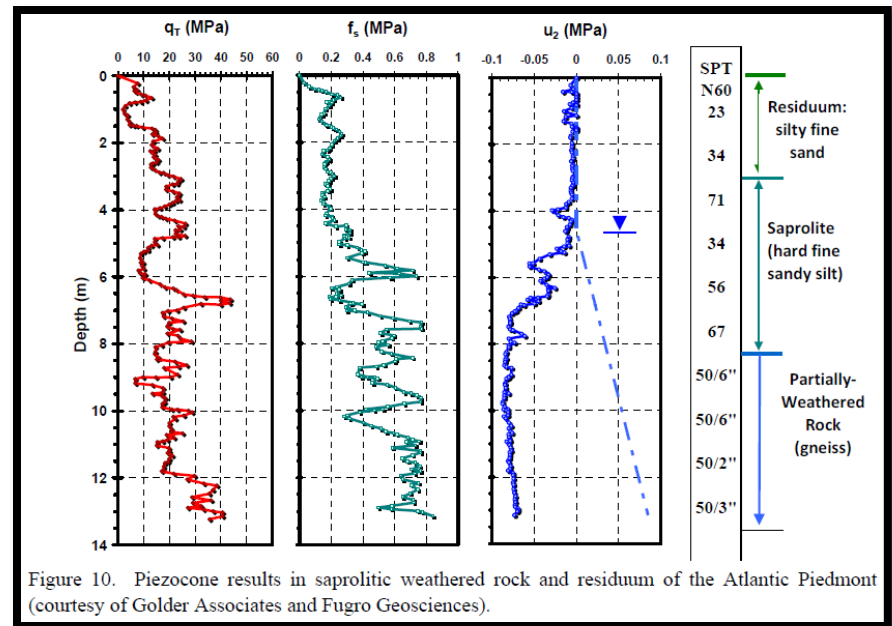 qT (MPa)
fs (MPa)
u2 (MPa)
0 10 20 30 40 50 60
0 0.2 0.4 0.6 0.8 1
-0.1 -0.05 0 0.05 0.1
Depth (m)
0
2
4
6
8
10
12
14
SPT
N60
23
34
71
34
56
67
50/6"
50/6"
50/2"
50/3"
Residuum:
silty fine
sand
Saprolite
(hard fine
sandy silt)
Partially-
Weathered
Rock
(gneiss)
Figure 10. Piezocone results in saprolitic weathered rock and residuum of the Atlantic Piedmont
(courtesy of Golder Associates and Fugro Geosciences).